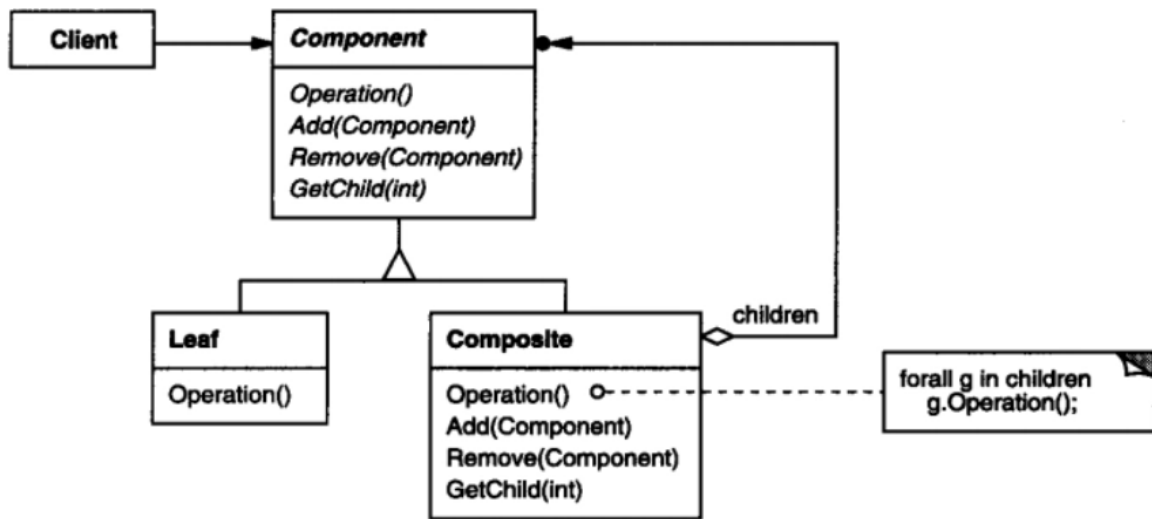 Client
Component
Operation()
Add(Component)
Remove(Component)
GetChild(int)
Leaf
Operation()
Composite
Operation()
Add(Component)
Remove(Component)
GetChild(int)
children
forall g in children
g.Operation();